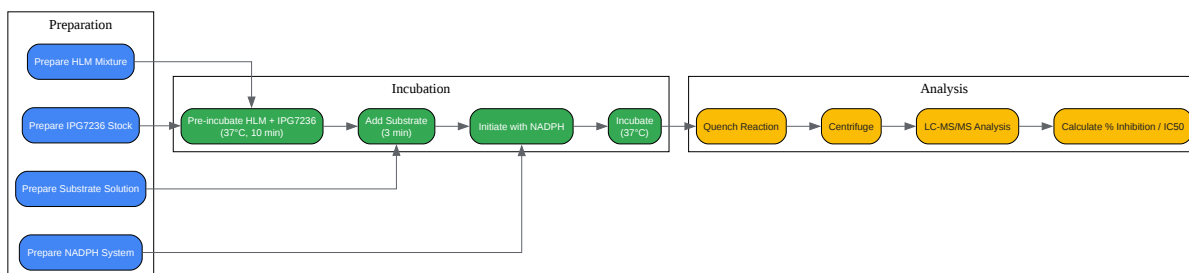 Preparation
Prepare HLM Mixture
Prepare IPG7236 Stock
Prepare Substrate Solution
Prepare NADPH System
Incubation
Pre-incubate HLM + IPG7236
(37°C, 10 min)
Add Substrate
(3 min)
Initiate with NADPH
Incubate
(37°C)
Analysis
Quench Reaction
Centrifuge
LC-MS/MS Analysis
Calculate % Inhibition / IC50